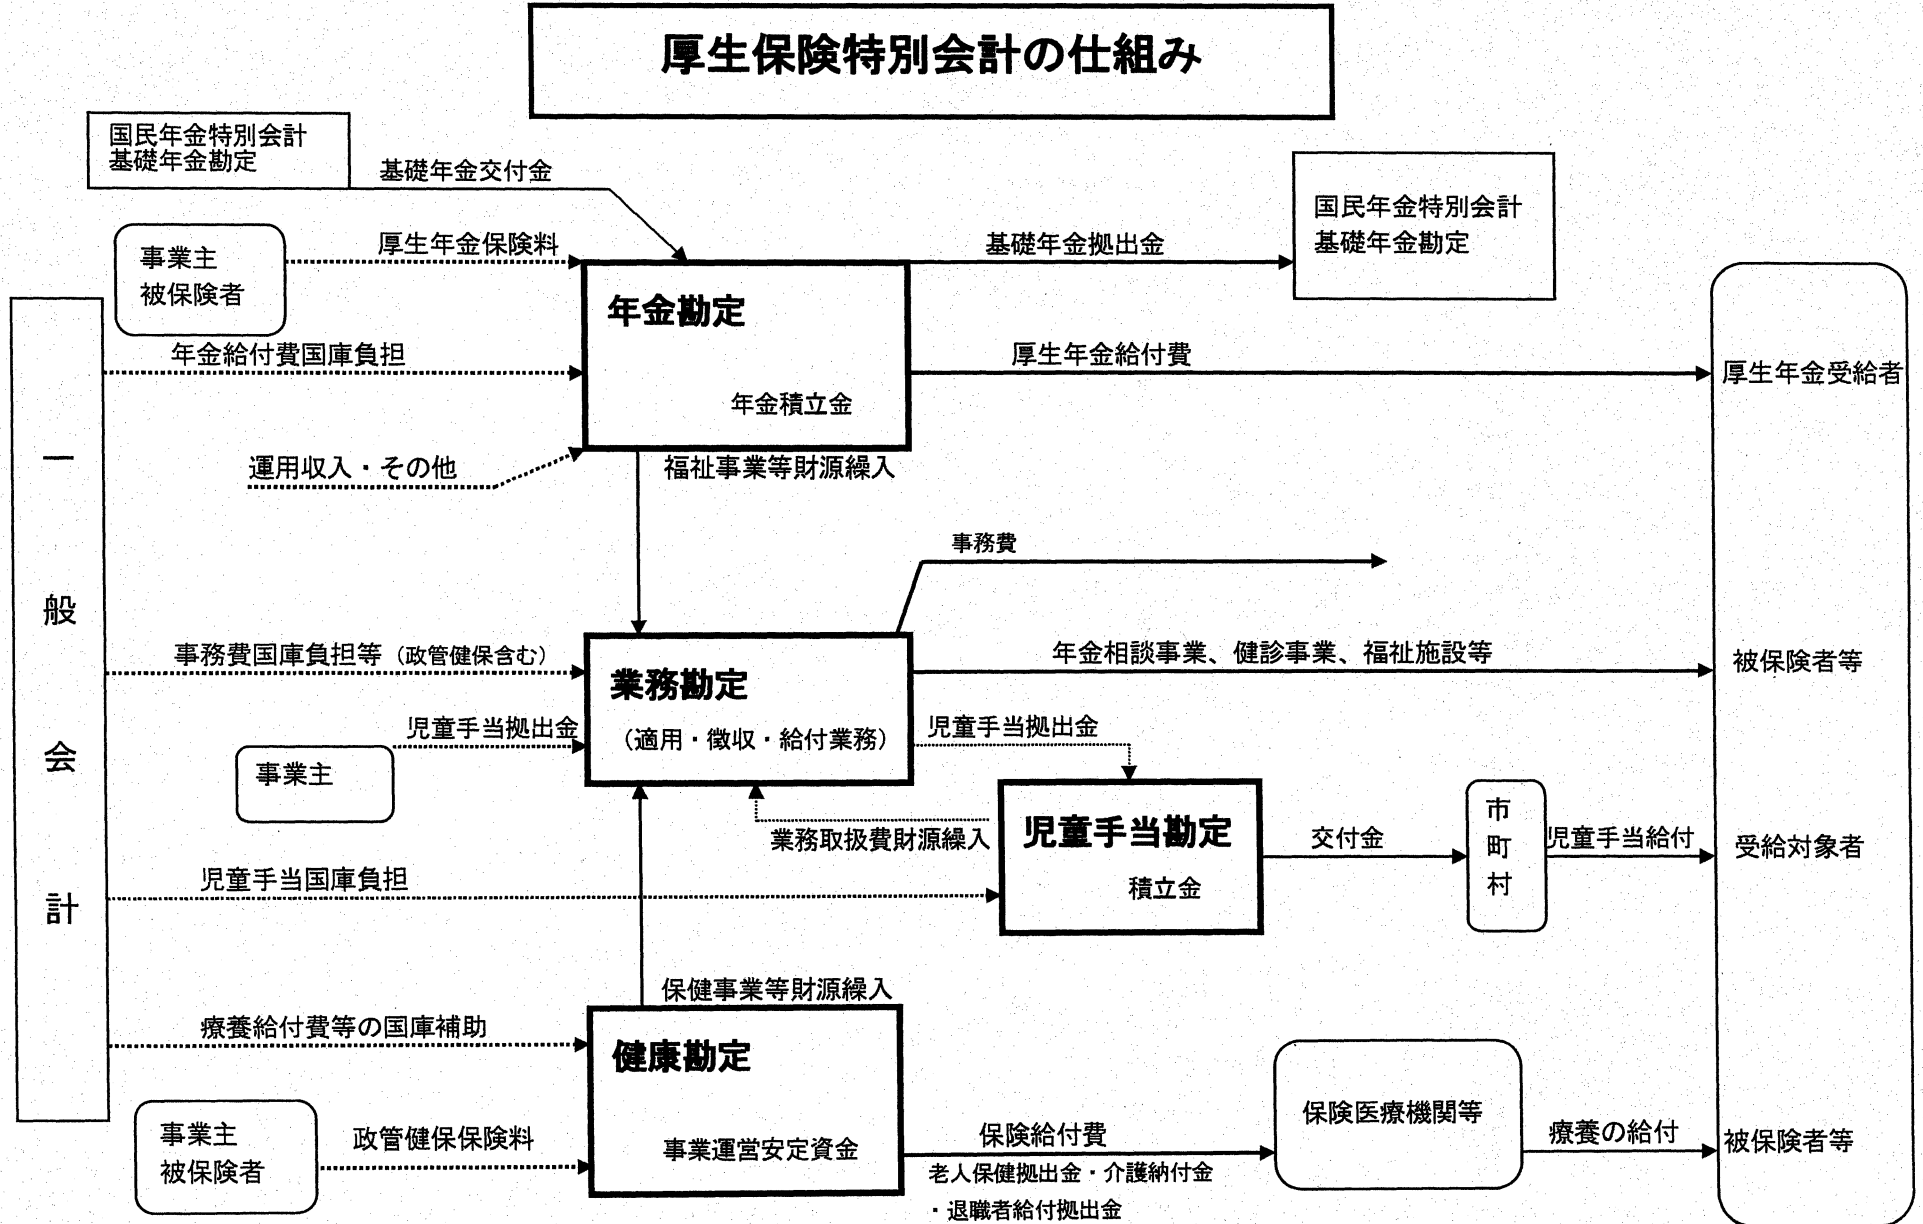 厚生保険特別会計の仕組み
国民年金特別会計
基礎年金勘定
基礎年金交付金
国民年金特別会計
基礎年金勘定
事業主
被保険者
厚生年金保険料
基礎年金拠出金
年金勘定
年金積立金
年金給付費国庫負担
厚生年金給付費
厚生年金受給者
運用収入・その他
福祉事業等財源繰入
一般会計
事務費
事務費国庫負担等（政管健保含む）
業務勘定
（適用・徴収・給付業務）
年金相談事業、健診事業、福祉施設等
被保険者等
児童手当拠出金
事業主
児童手当拠出金
業務取扱費財源繰入
児童手当勘定
積立金
交付金
市町村
児童手当給付
受給対象者
児童手当国庫負担
保健事業等財源繰入
療養給付費等の国庫補助
健康勘定
事業運営安定資金
事業主
被保険者
政管健保保険料
保険給付費
老人保健拠出金・介護納付金
・退職者給付拠出金
保険医療機関等
療養の給付
被保険者等